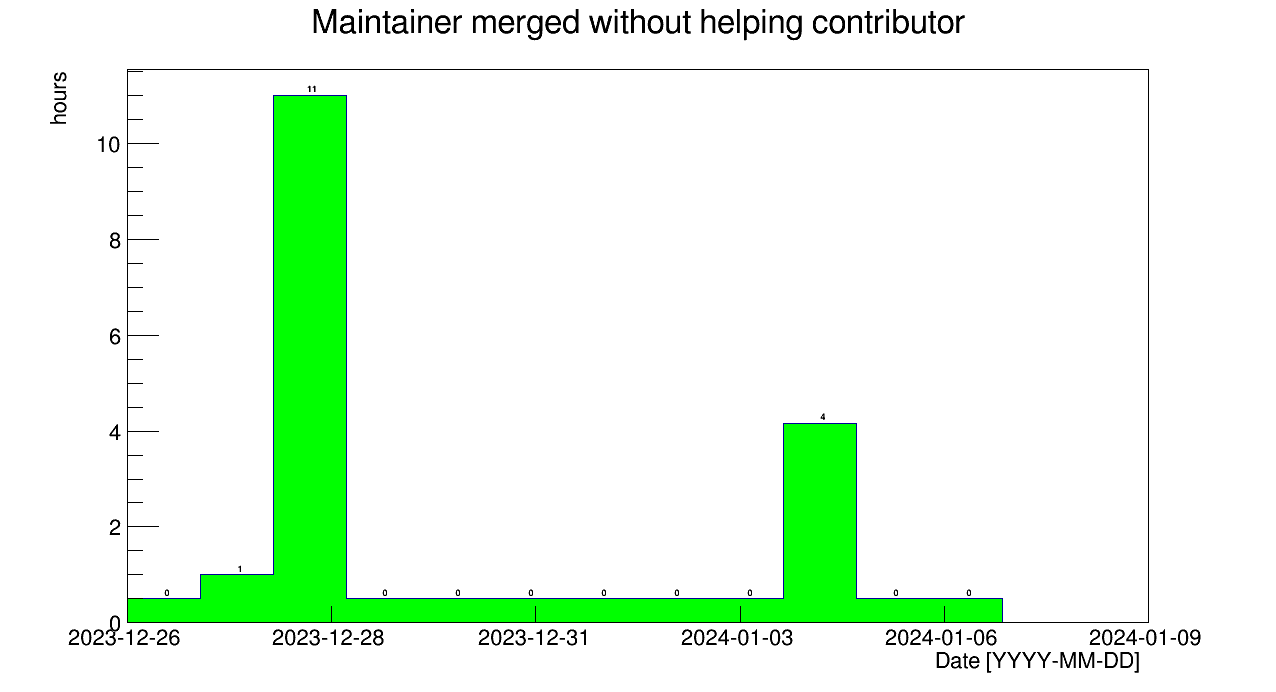 Maintainer merged without helping contributor
hours
11
10
8
6
4
4
2
1
0 0 0 0 0 0 0 0 0
0
2023-12-26 2023-12-28 2023-12-31 2024-01-03 2024-01-06 2024-01-09
Date [YYYY-MM-DD]